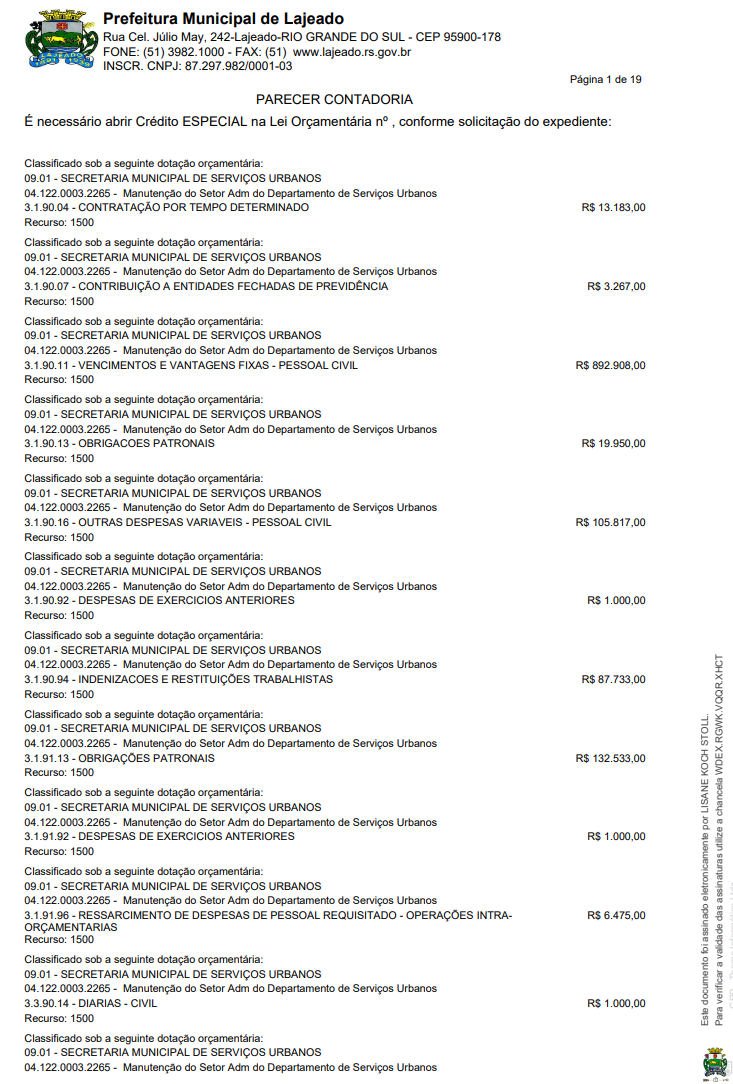 Prefeitura Municipal de Lajeado
Rua Cel. Júlio May, 242-Lajeado-RIO GRANDE DO SUL - CEP 95900-178
FONE: (51) 3982.1000 - FAX: (51) www.lajeado.rs.gov.br
INSCR. CNPJ: 87.297.982/0001-03
Página 1 de 19
PARECER CONTADORIA
É necessário abrir Crédito ESPECIAL na Lei Orçamentária nº , conforme solicitação do expediente:
Classificado sob a seguinte dotação orçamentária:
09.01 - SECRETARIA MUNICIPAL DE SERVIÇOS URBANOS
04.122.0003.2265 - Manutenção do Setor Adm do Departamento de Serviços Urbanos
3.1.90.04 - CONTRATAÇÃO POR TEMPO DETERMINADO R$ 13.183,00
Recurso: 1500
Classificado sob a seguinte dotação orçamentária:
09.01 - SECRETARIA MUNICIPAL DE SERVIÇOS URBANOS
04.122.0003.2265 - Manutenção do Setor Adm do Departamento de Serviços Urbanos
3.1.90.07 - CONTRIBUIÇÃO A ENTIDADES FECHADAS DE PREVIDÊNCIA R$ 3.267,00
Recurso: 1500
Classificado sob a seguinte dotação orçamentária:
09.01 - SECRETARIA MUNICIPAL DE SERVIÇOS URBANOS
04.122.0003.2265 - Manutenção do Setor Adm do Departamento de Serviços Urbanos
3.1.90.11 - VENCIMENTOS E VANTAGENS FIXAS - PESSOAL CIVIL R$ 892.908,00
Recurso: 1500
Classificado sob a seguinte dotação orçamentária:
09.01 - SECRETARIA MUNICIPAL DE SERVIÇOS URBANOS
04.122.0003.2265 - Manutenção do Setor Adm do Departamento de Serviços Urbanos
3.1.90.13 - OBRIGACOES PATRONAIS R$ 19.950,00
Recurso: 1500
Classificado sob a seguinte dotação orçamentária:
09.01 - SECRETARIA MUNICIPAL DE SERVIÇOS URBANOS
04.122.0003.2265 - Manutenção do Setor Adm do Departamento de Serviços Urbanos
3.1.90.16 - OUTRAS DESPESAS VARIAVEIS - PESSOAL CIVIL R$ 105.817,00
Recurso: 1500
Classificado sob a seguinte dotação orçamentária:
09.01 - SECRETARIA MUNICIPAL DE SERVIÇOS URBANOS
04.122.0003.2265 - Manutenção do Setor Adm do Departamento de Serviços Urbanos
3.1.90.92 - DESPESAS DE EXERCICIOS ANTERIORES R$ 1.000,00
Recurso: 1500
Classificado sob a seguinte dotação orçamentária:
09.01 - SECRETARIA MUNICIPAL DE SERVIÇOS URBANOS
04.122.0003.2265 - Manutenção do Setor Adm do Departamento de Serviços Urbanos
3.1.90.94 - INDENIZACOES E RESTITUIÇÕES TRABALHISTAS R$ 87.733,00
Recurso: 1500
Classificado sob a seguinte dotação orçamentária:
09.01 - SECRETARIA MUNICIPAL DE SERVIÇOS URBANOS
04.122.0003.2265 - Manutenção do Setor Adm do Departamento de Serviços Urbanos
3.1.91.13 - OBRIGAÇÕES PATRONAIS R$ 132.533,00
Recurso: 1500
Classificado sob a seguinte dotação orçamentária:
09.01 - SECRETARIA MUNICIPAL DE SERVIÇOS URBANOS
04.122.0003.2265 - Manutenção do Setor Adm do Departamento de Serviços Urbanos
3.1.91.92 - DESPESAS DE EXERCICIOS ANTERIORES R$ 1.000,00
Recurso: 1500
Classificado sob a seguinte dotação orçamentária:
09.01 - SECRETARIA MUNICIPAL DE SERVIÇOS URBANOS
04.122.0003.2265 - Manutenção do Setor Adm do Departamento de Serviços Urbanos
3.1.91.96 - RESSARCIMENTO DE DESPESAS DE PESSOAL REQUISITADO - OPERAÇÕES INTRA- R$ 6.475,00
ORÇAMENTARIAS
Recurso: 1500
Classificado sob a seguinte dotação orçamentária:
09.01 - SECRETARIA MUNICIPAL DE SERVIÇOS URBANOS
04.122.0003.2265 - Manutenção do Setor Adm do Departamento de Serviços Urbanos
3.3.90.14 - DIARIAS - CIVIL R$ 1.000,00
Recurso: 1500
Classificado sob a seguinte dotação orçamentária:
09.01 - SECRETARIA MUNICIPAL DE SERVIÇOS URBANOS
04.122.0003.2265 - Manutenção do Setor Adm do Departamento de Serviços Urbanos
Este documento foi assinado eletronicamente por LISANE KOCH STOLL.
Para verificar a validade das assinaturas utilize a chancela WDEX.RGWK.VOQR.XHCT